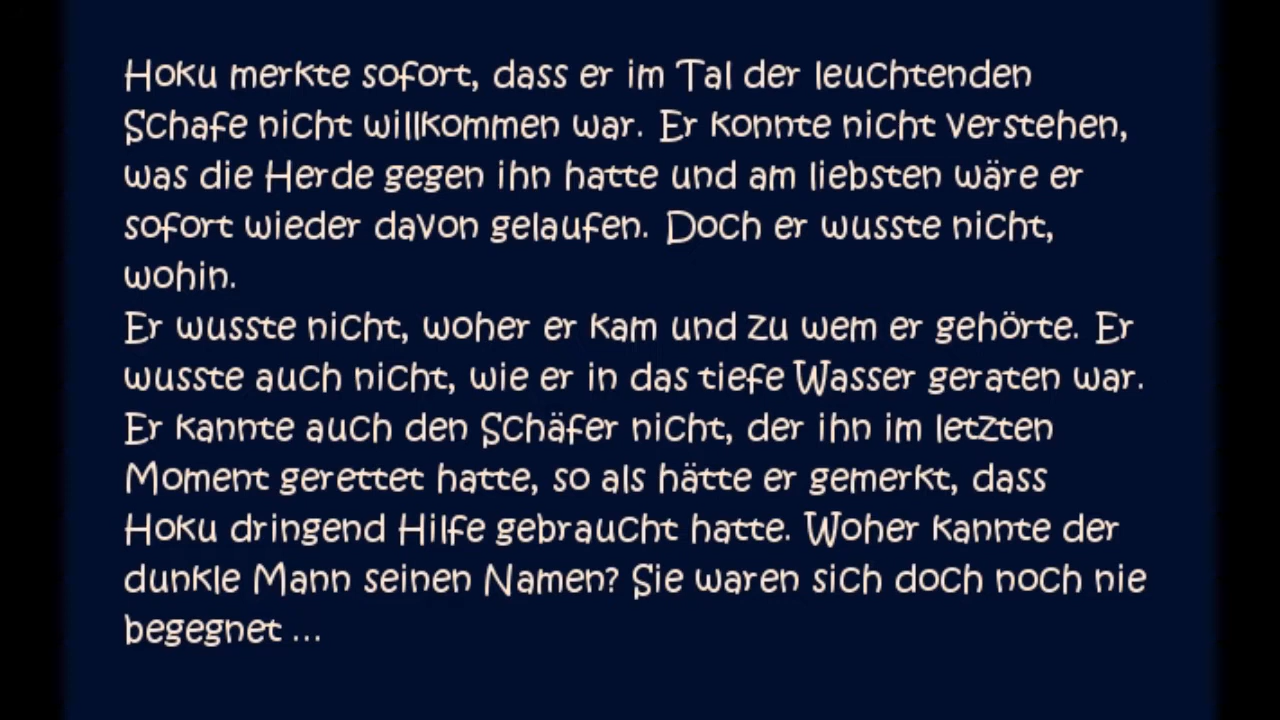 Hoku merkte sofort, dass er im Tal der leuchtenden
Schafe nicht willkommen war. Er konnte nicht verstehen,
was die Herde gegen ihn hatte und am liebsten wäre er
sofort wieder davon gelaufen. Doch er wusste nicht,
wohin.
Er wusste nicht, woher er kam und zu wem er gehörte. Er
wusste auch nicht, wie er in das tiefe Wasser geraten war.
Er kannte auch den Schäfer nicht, der ihn im letzten
Moment gerettet hatte, so als hätte er gemerkt, dass
Hoku dringend Hilfe gebraucht hatte. Woher kannte der
dunkle Mann seinen Namen? Sie waren sich doch noch nie
begegnet ...